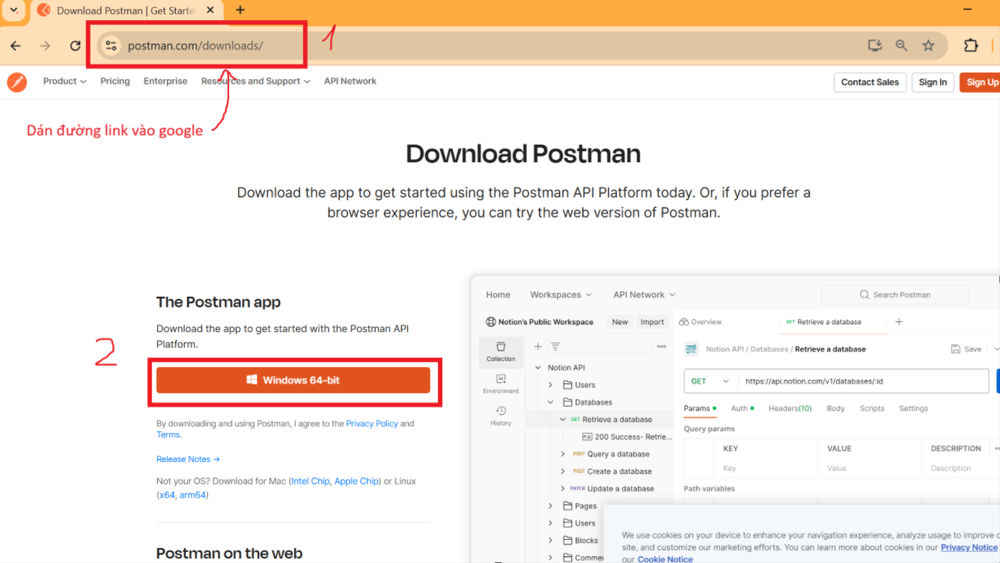 Download Postman | Get Starte
postman.com/downloads/
1
Product
Pricing
Enterprise
Resources and Support
API Network
Contact Sales
Sign In
Sign Up
Dán đường link vào google
Download Postman
Download the app to get started using the Postman API Platform today. Or, if you prefer a
browser experience, you can try the web version of Postman.
The Postman app
Download the app to get started with the Postman API
Platform.
2
Windows 64-bit
By downloading and using Postman, I agree to the Privacy Policy and
Terms.
Release Notes →
Not your OS? Download for Mac (Intel Chip, Apple Chip) or Linux
(x64, arm64)
Postman on the web
Home
Workspaces
API Network
Search Postman
Notion's Public Workspace
New
Import
Overview
GET Retrieve a database
Collection
Environment
History
Notion API
Users
Databases
GET Retrieve a database
200 Success- Retrie...
POST Query a database
POST Create a database
PATCH Update a database
Pages
Users
Blocks
Comme
HTTP
Notion API / Databases / Retrieve a database
Save
GET
https://api.notion.com/v1/databases/:id
Params
Auth
Headers(10)
Body
Scripts
Settings
Query params
KEY
VALUE
DESCRIPTION
Key
Value
Description
Path variables
We use cookies on your device to enhance your navigation experience, analyze usage to improve
site, and customize our marketing efforts. You can learn more about cookies in our Privacy Notice
our Cookie Notice